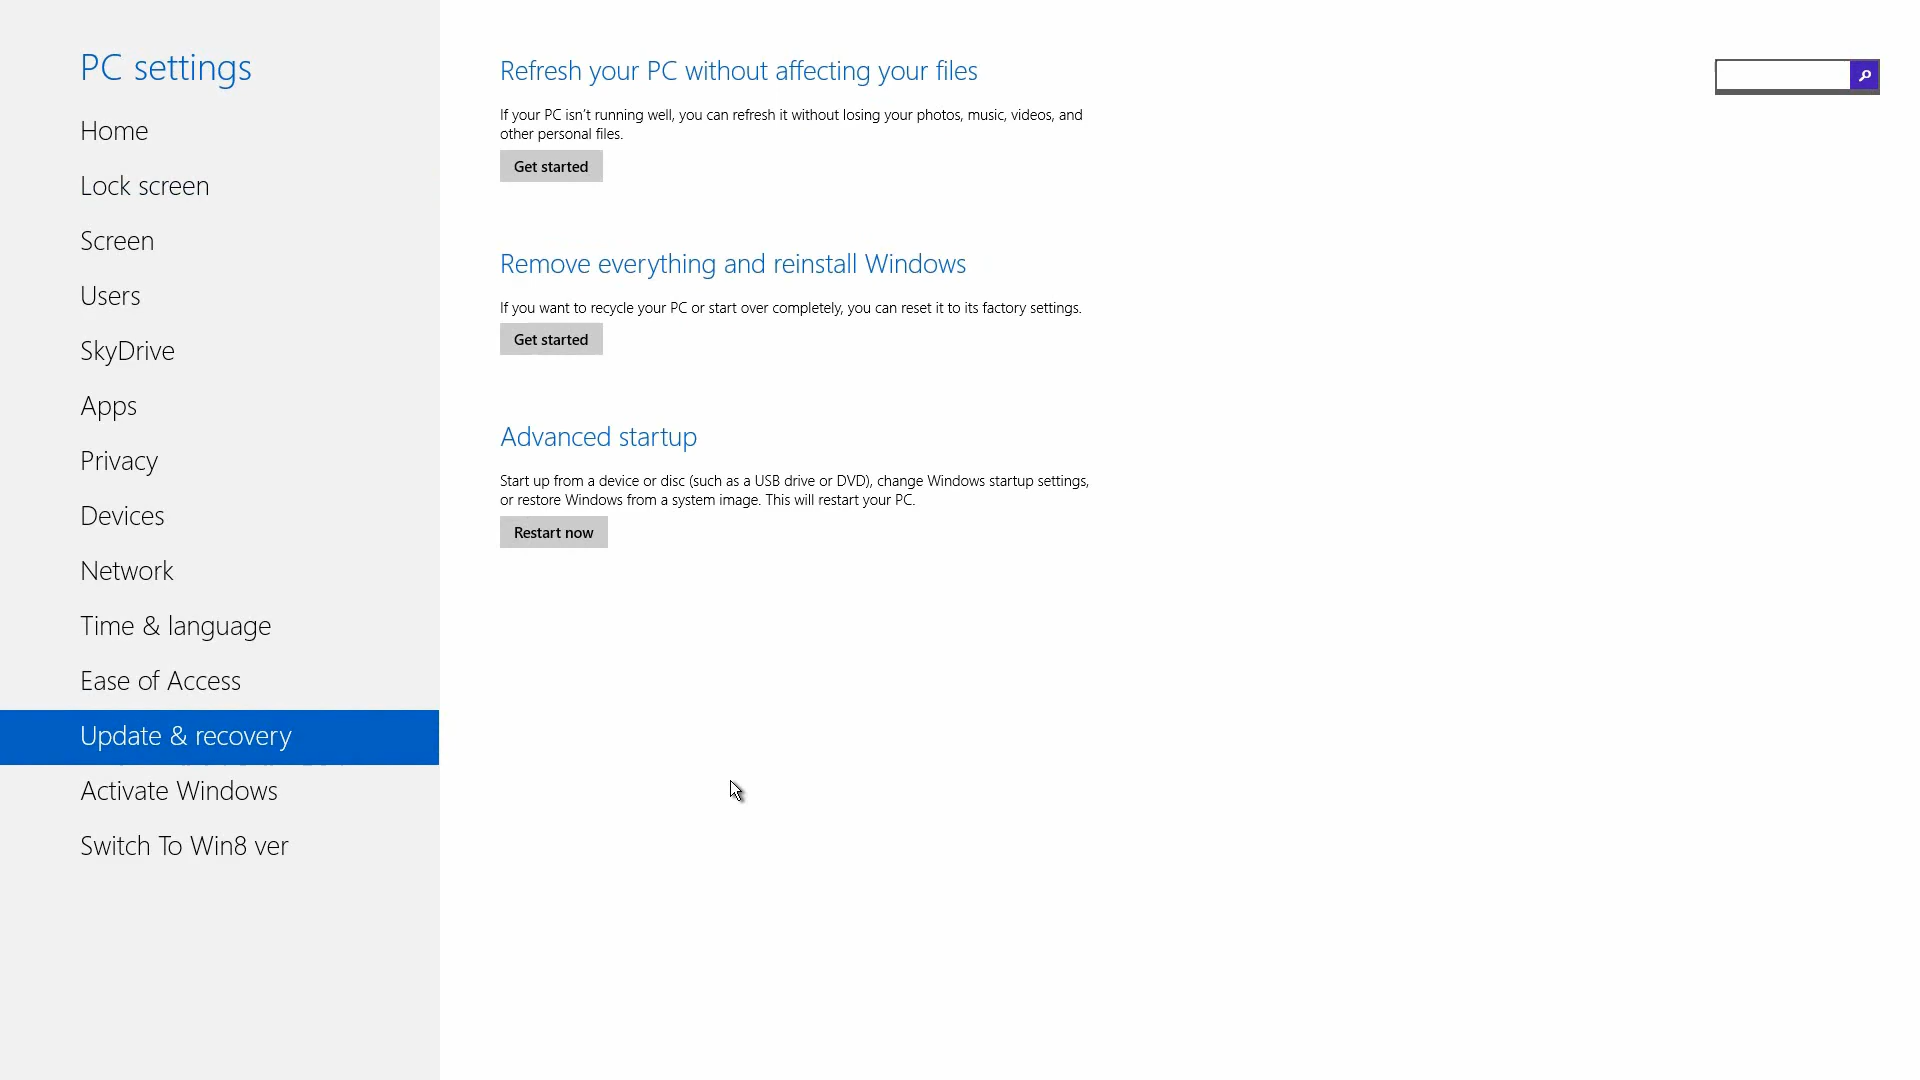 PC settings
Home
Lock screen
Screen
Users
SkyDrive
Apps
Privacy
Devices
Network
Time & language
Ease of Access
Update & recovery
Activate Windows
Switch To Win8 ver
Refresh your PC without affecting your files
If your PC isn't running well, you can refresh it without losing your photos, music, videos, and
other personal files.
Get started
Remove everything and reinstall Windows
If you want to recycle your PC or start over completely, you can reset it to its factory settings.
Get started
Advanced startup
Start up from a device or disc (such as a USB drive or DVD), change Windows startup settings,
or restore Windows from a system image. This will restart your PC.
Restart now